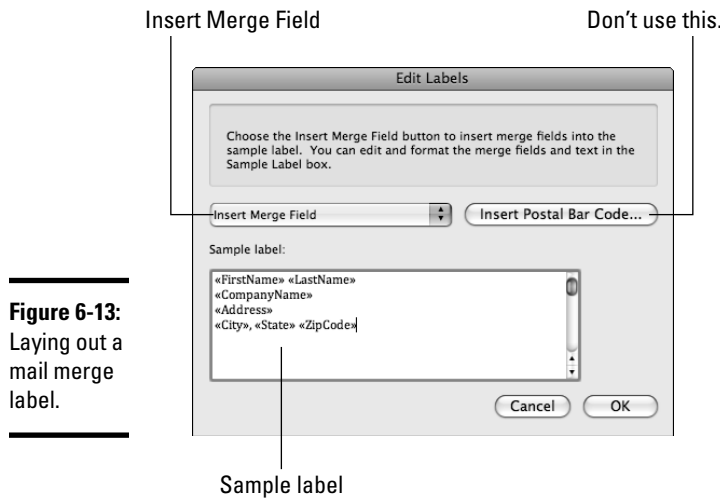 Insert Merge Field
Don't use this.
Edit Labels
Choose the Insert Merge Field button to insert merge fields into the
sample label. You can edit and format the merge fields and text in the
Sample Label box.
Insert Merge Field
Insert Postal Bar Code...
Sample label:
«FirstName» «LastName»
«CompanyName»
«Address»
«City», «State» «ZipCode»
Cancel
OK
Figure 6-13:
Laying out a
mail merge
label.
Sample label